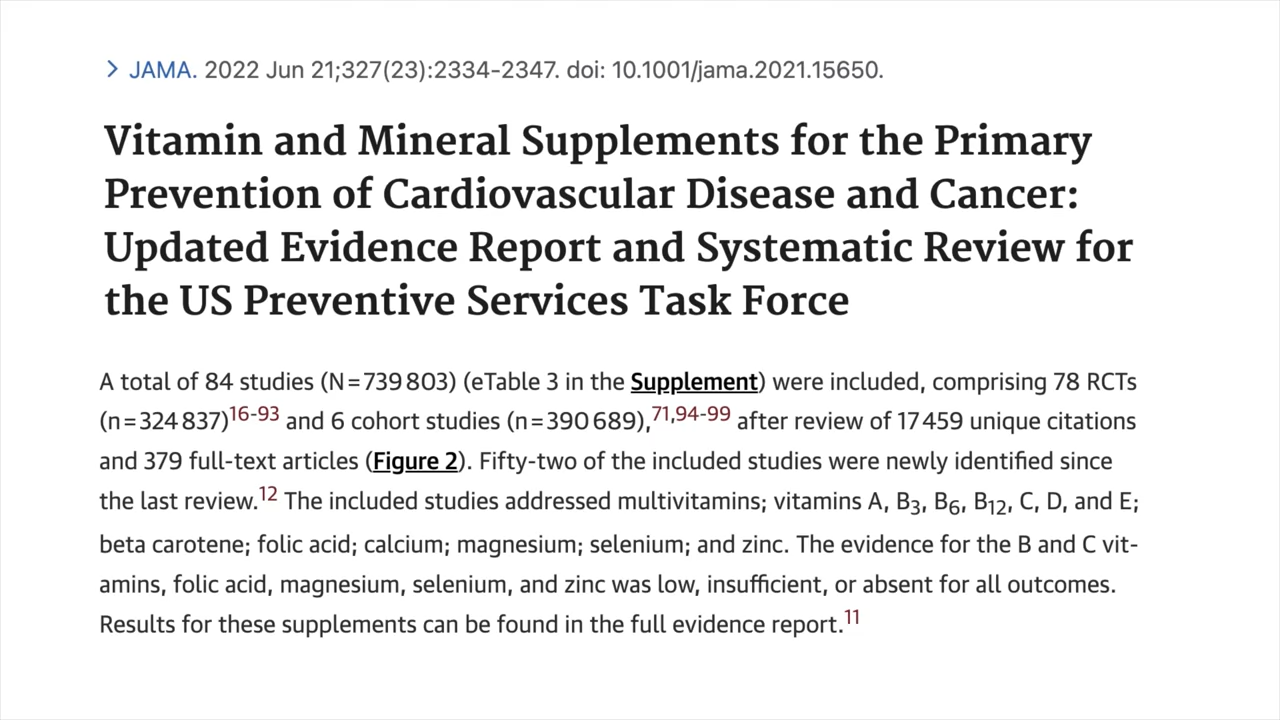 > JAMA. 2022 Jun 21;327(23):2334-2347. doi: 10.1001/jama.2021.15650.
Vitamin and Mineral Supplements for the Primary
Prevention of Cardiovascular Disease and Cancer:
Updated Evidence Report and Systematic Review for
the US Preventive Services Task Force
A total of 84 studies (N=739 803) (eTable 3 in the Supplement) were included, comprising 78 RCTs
(n=324 837)16-93 and 6 cohort studies (n=390 689),71,94-99 after review of 17 459 unique citations
and 379 full-text articles (Figure 2). Fifty-two of the included studies were newly identified since
the last review.12 The included studies addressed multivitamins; vitamins A, B3, B6, B12, C, D, and E;
beta carotene; folic acid; calcium; magnesium; selenium; and zinc. The evidence for the B and C vit-
amins, folic acid, magnesium, selenium, and zinc was low, insufficient, or absent for all outcomes.
Results for these supplements can be found in the full evidence report.11